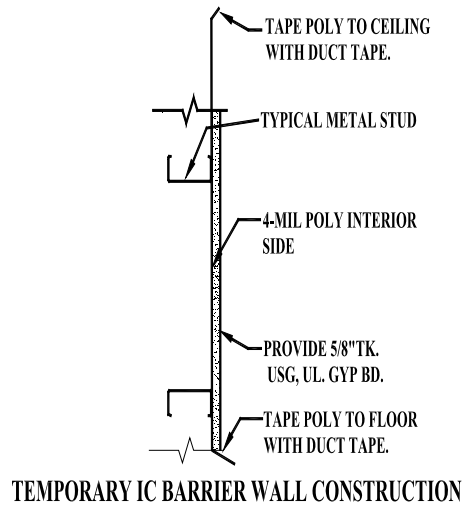 TAPE POLY TO CEILING
WITH DUCT TAPE.
TYPICAL METAL STUD
4-MIL POLY INTERIOR
SIDE
PROVIDE 5/8"TK.
USG, UL. GYP BD.
TAPE POLY TO FLOOR
WITH DUCT TAPE.
TEMPORARY IC BARRIER WALL CONSTRUCTION